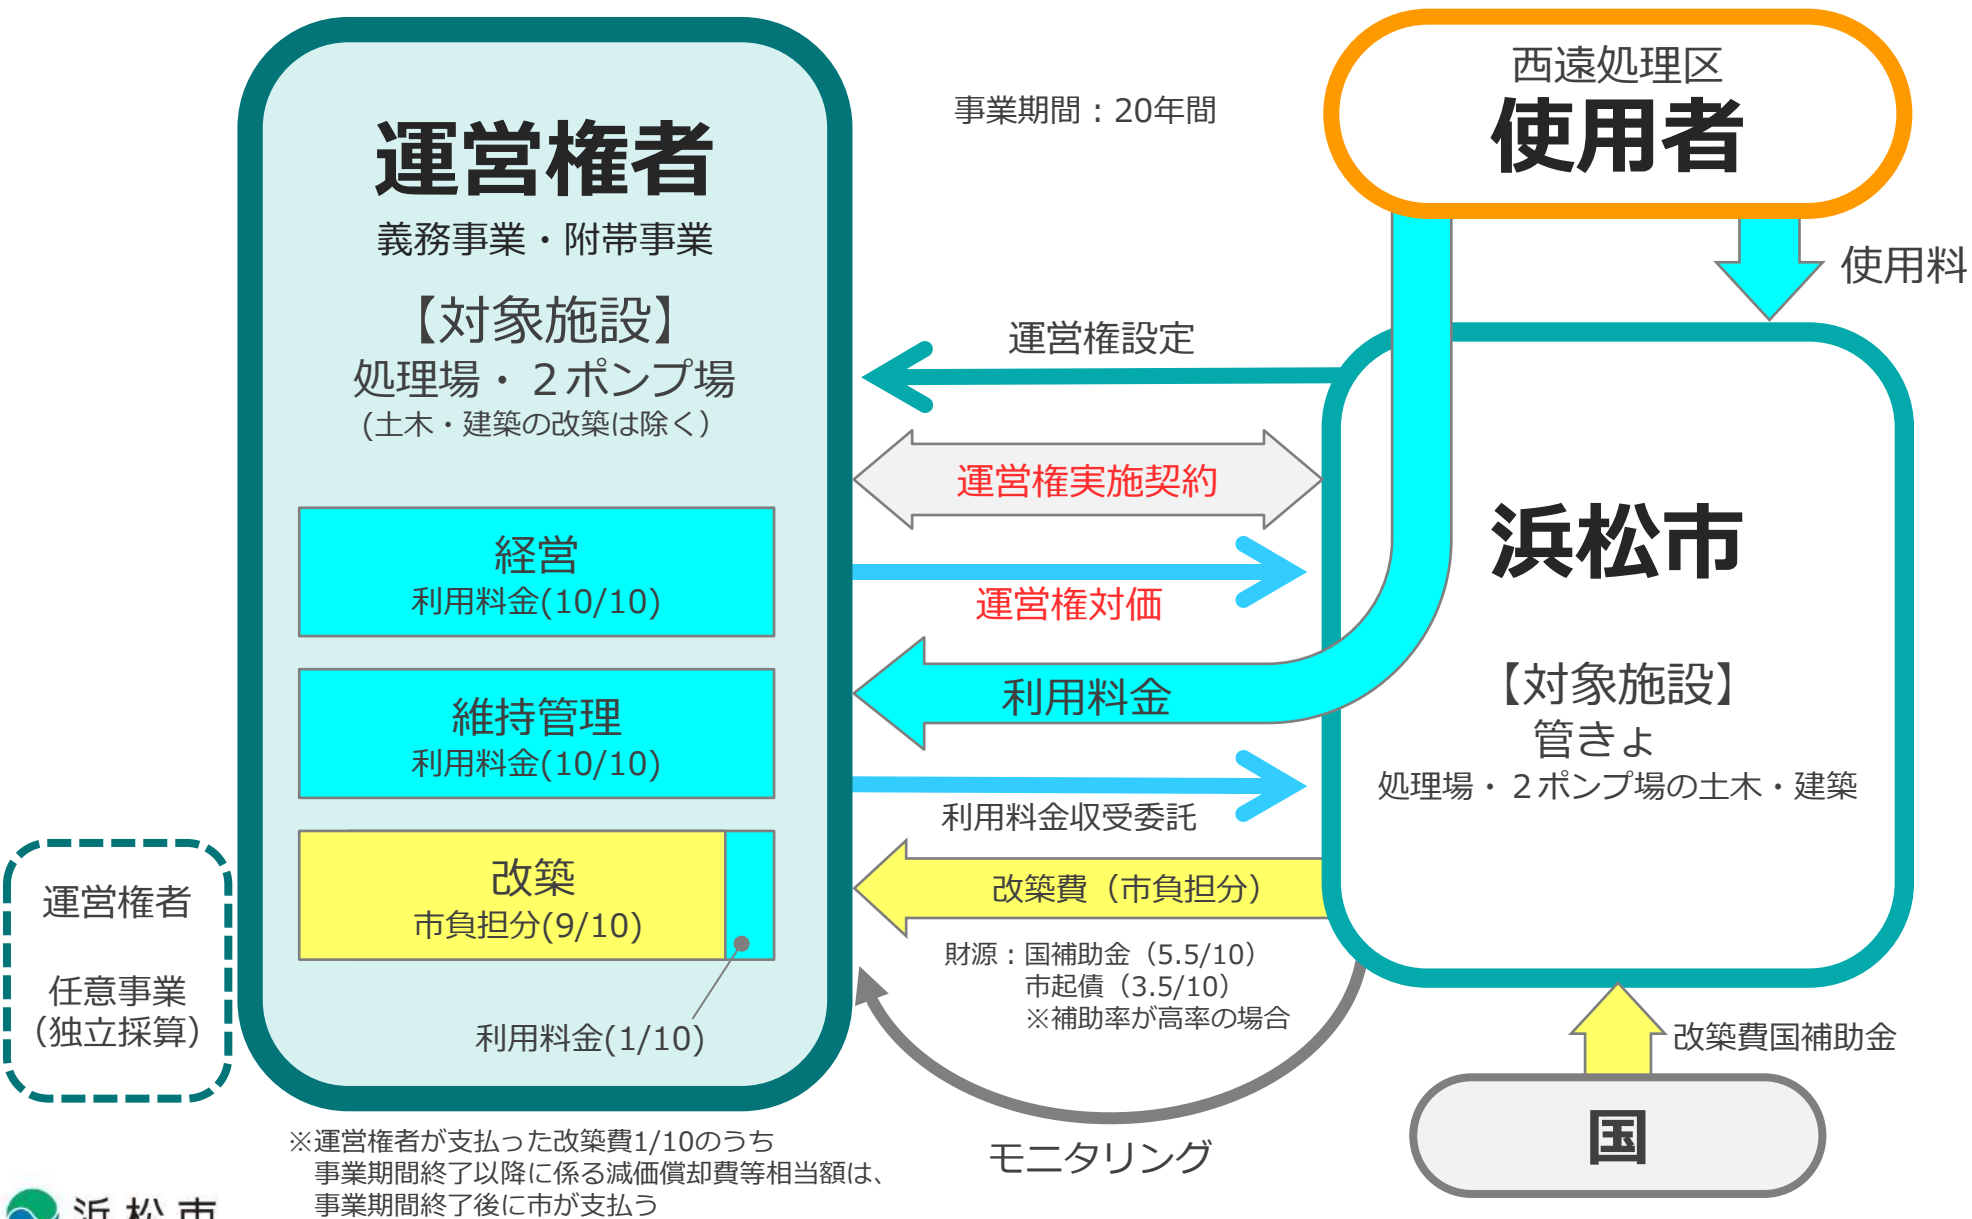 運営権者
義務事業・附帯事業
【対象施設】
処理場・２ポンプ場
(土木・建築の改築は除く）
経営
利用料金(10/10)
維持管理
利用料金(10/10)
改築
市負担分(9/10)
利用料金(1/10)
運営権者
任意事業
（独立採算）
※運営権者が支払った改築費1/10のうち
事業期間終了以降に係る減価償却費等相当額は、
事業期間終了後に市が支払う
浜松市
事業期間：20年間
運営権設定
運営権実施契約
運営権対価
利用料金
利用料金収受委託
改築費（市負担分）
財源：国補助金（5.5/10）
市起債（3.5/10）
※補助率が高率の場合
モニタリング
西遠処理区
使用者
使用料
浜松市
【対象施設】
管きょ
処理場・２ポンプ場の土木・建築
改築費国補助金
国